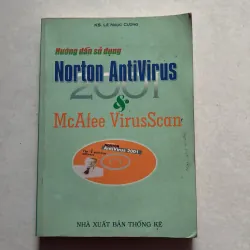 KS. LÊ NGỌC CƯƠNG
Hướng dẫn sử dụng
Norton AntiVirus
2001
&
McAfee VirusScan
AntiVirus 2001
NHÀ XUẤT BẢN THỐNG KÊ